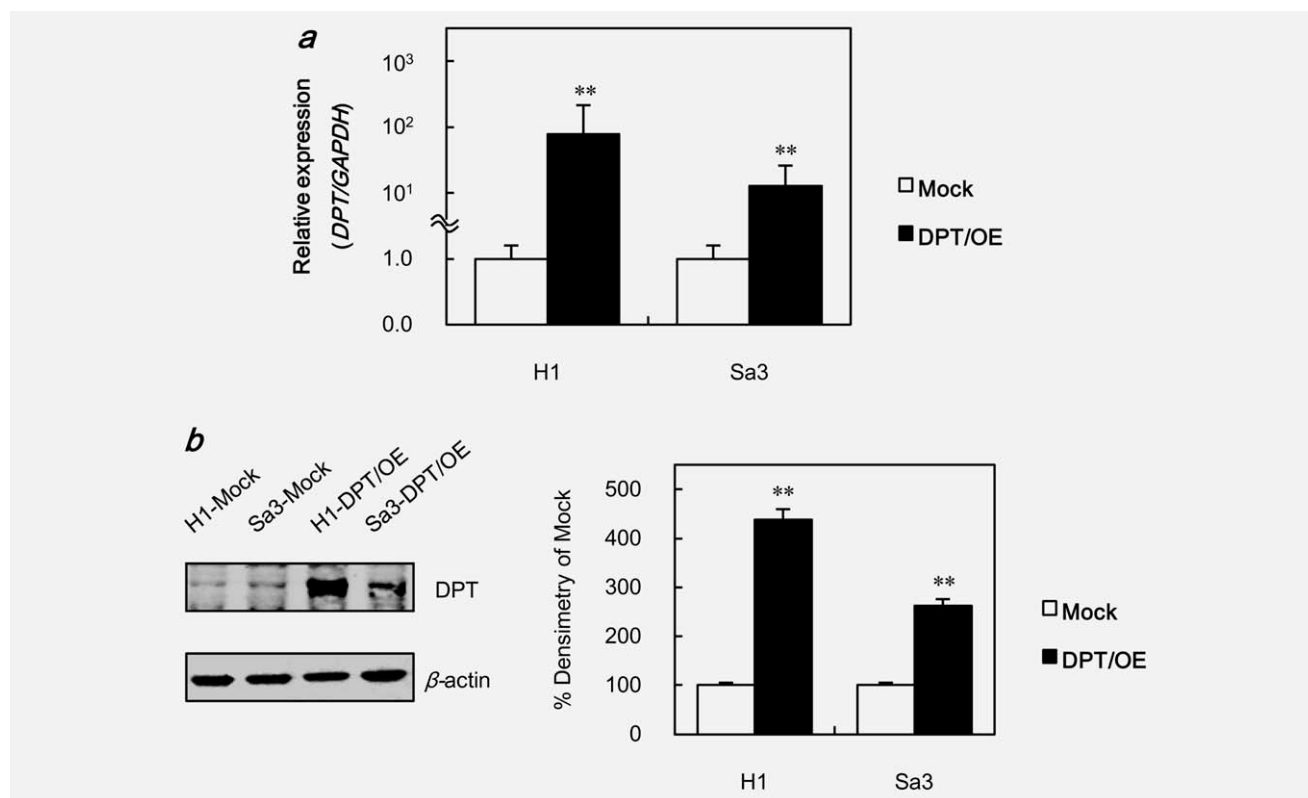 a
Relative expression
(DPT/GAPDH)
10³
10²
10¹
1.0
0.0
**
**
H1
Sa3
Mock
DPT/OE
b
H1-Mock
Sa3-Mock
H1-DPT/OE
Sa3-DPT/OE
DPT
β-actin
% Densimetry of Mock
500
400
300
200
100
0
**
**
H1
Sa3
Mock
DPT/OE